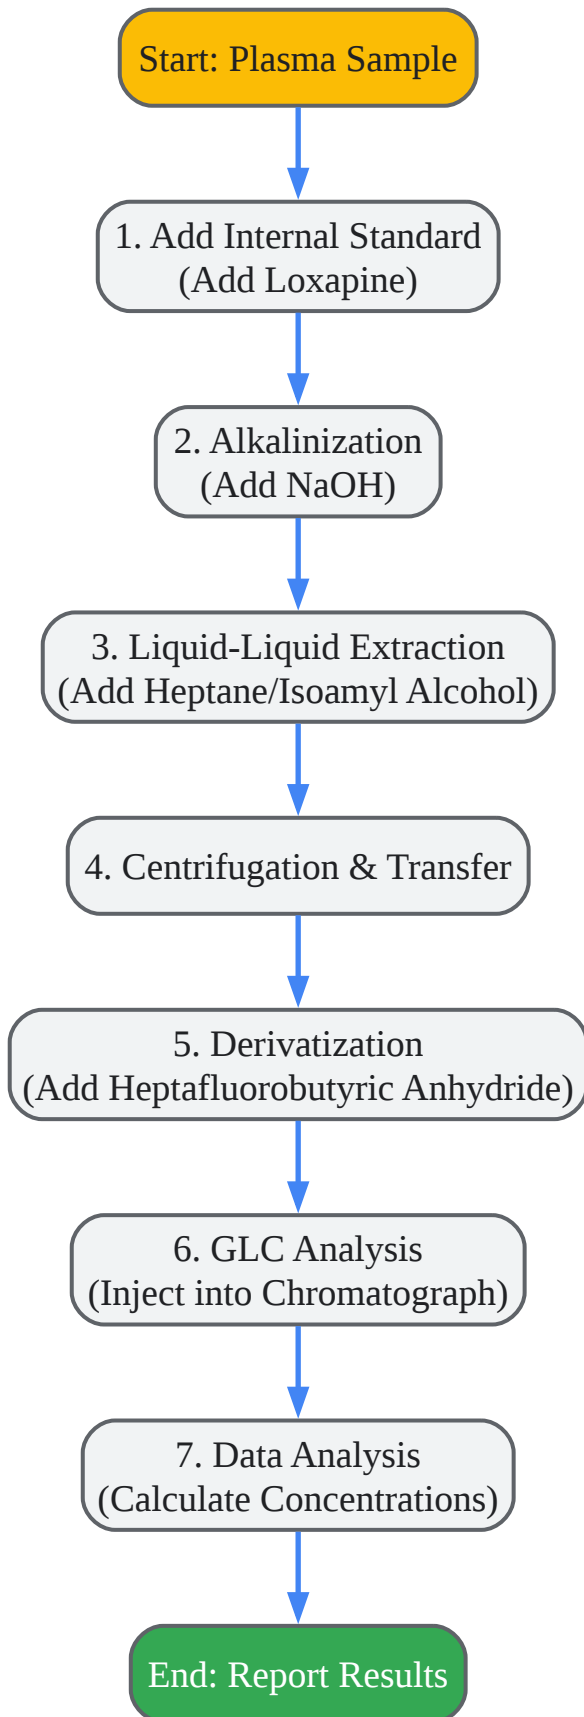 Start: Plasma Sample
1. Add Internal Standard
(Add Loxapine)
2. Alkalinization
(Add NaOH)
3. Liquid-Liquid Extraction
(Add Heptane/Isoamyl Alcohol)
4. Centrifugation & Transfer
5. Derivatization
(Add Heptafluorobutyric Anhydride)
6. GLC Analysis
(Inject into Chromatograph)
7. Data Analysis
(Calculate Concentrations)
End: Report Results